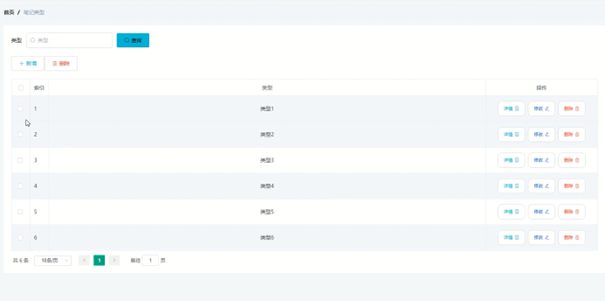 首页 / 笔记类型
类型 类型 查询
+ 新增 删除
索引 类型 操作
1 类型1 详情 修改 删除
2 类型2 详情 修改 删除
3 类型3 详情 修改 删除
4 类型4 详情 修改 删除
5 类型5 详情 修改 删除
6 类型6 详情 修改 删除
共 6 条 10条/页 < 1 > 前往 1 页